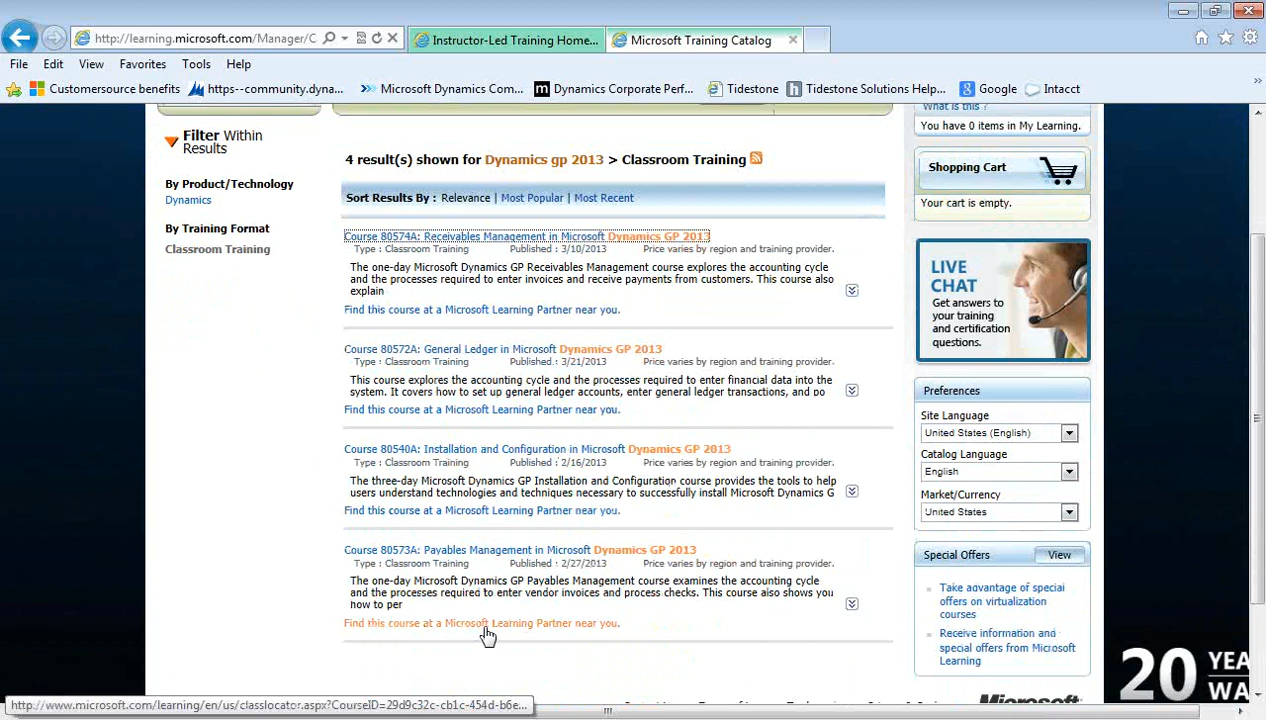 http://learning.microsoft.com/Manager/C
Instructor-Led Training Home...
Microsoft Training Catalog
File Edit View Favorites Tools Help
Customersource benefits
https--community.dyna...
Microsoft Dynamics Com...
Dynamics Corporate Perf...
Tidestone
Tidestone Solutions Help...
Google
Intacct
Filter Within
Results
By Product/Technology
Dynamics
By Training Format
Classroom Training
4 result(s) shown for Dynamics gp 2013 > Classroom Training
Sort Results By : Relevance | Most Popular | Most Recent
Course 80574A: Receivables Management in Microsoft Dynamics GP 2013
Type : Classroom Training Published : 3/10/2013 Price varies by region and training provider.
The one-day Microsoft Dynamics GP Receivables Management course explores the accounting cycle
and the processes required to enter invoices and receive payments from customers. This course also
explain
Find this course at a Microsoft Learning Partner near you.
Course 80572A: General Ledger in Microsoft Dynamics GP 2013
Type : Classroom Training Published : 3/21/2013 Price varies by region and training provider.
This course explores the accounting cycle and the processes required to enter financial data into the
system. It covers how to set up general ledger accounts, enter general ledger transactions, and po
Find this course at a Microsoft Learning Partner near you.
Course 80540A: Installation and Configuration in Microsoft Dynamics GP 2013
Type : Classroom Training Published : 2/16/2013 Price varies by region and training provider.
The three-day Microsoft Dynamics GP Installation and Configuration course provides the tools to help
users understand technologies and techniques necessary to successfully install Microsoft Dynamics G
Find this course at a Microsoft Learning Partner near you.
Course 80573A: Payables Management in Microsoft Dynamics GP 2013
Type : Classroom Training Published : 2/27/2013 Price varies by region and training provider.
The one-day Microsoft Dynamics GP Payables Management course examines the accounting cycle
and the processes required to enter vendor invoices and process checks. This course also shows you
how to per
Find this course at a Microsoft Learning Partner near you.
What is this ?
You have 0 items in My Learning.
Shopping Cart
Your cart is empty.
LIVE
CHAT
Get answers to
your training
and certification
questions.
Preferences
Site Language
United States (English)
Catalog Language
English
Market/Currency
United States
Special Offers View
Take advantage of special
offers on virtualization
courses
Receive information and
special offers from Microsoft
Learning
20 YEA
WA
Microsoft
http://www.microsoft.com/learning/en/us/classlocator.aspx?CourseID=29d9c32c-cb1c-454d-b6e...